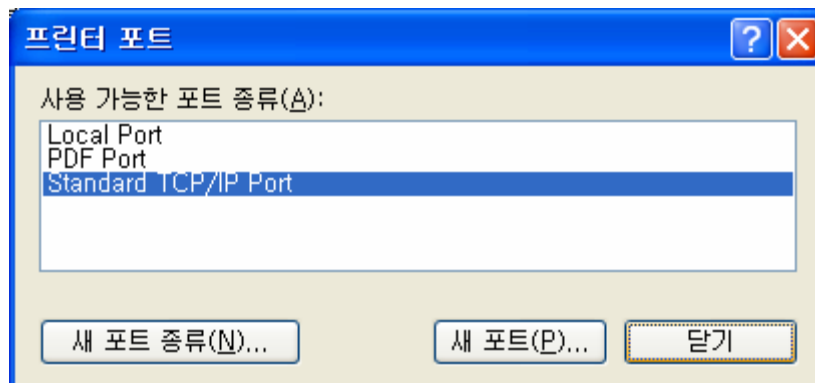 프린터 포트
사용 가능한 포트 종류(A):
Local Port
PDF Port
Standard TCP/IP Port
새 포트 종류(N)... 새 포트(P)... 닫기